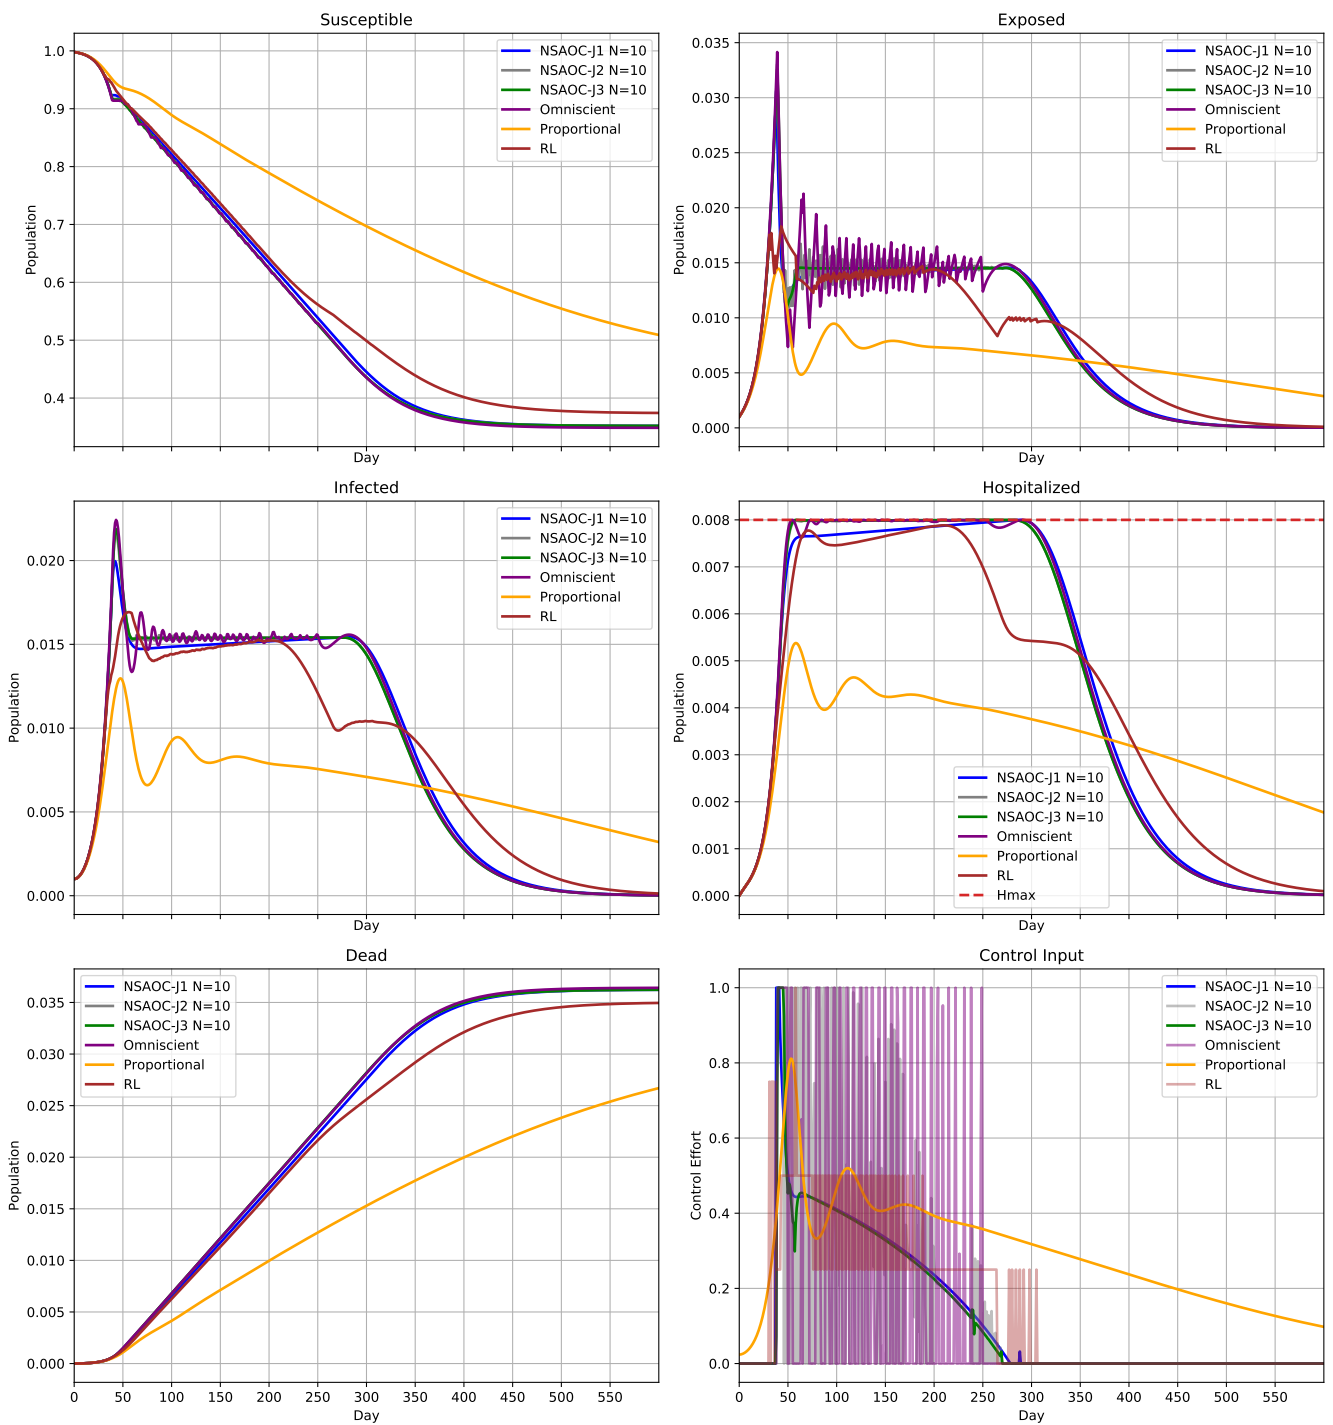 Susceptible
1.0
0.9
0.8
0.7
0.6
0.5
0.4
Population
Day
NSAOC-J1 N=10
NSAOC-J2 N=10
NSAOC-J3 N=10
Omniscient
Proportional
RL
Exposed
0.035
0.030
0.025
0.020
0.015
0.010
0.005
0.000
Population
Day
NSAOC-J1 N=10
NSAOC-J2 N=10
NSAOC-J3 N=10
Omniscient
Proportional
RL
Infected
0.020
0.015
0.010
0.005
0.000
Population
Day
NSAOC-J1 N=10
NSAOC-J2 N=10
NSAOC-J3 N=10
Omniscient
Proportional
RL
Hospitalized
0.008
0.007
0.006
0.005
0.004
0.003
0.002
0.001
0.000
Population
Day
NSAOC-J1 N=10
NSAOC-J2 N=10
NSAOC-J3 N=10
Omniscient
Proportional
RL
Hmax
Dead
0.035
0.030
0.025
0.020
0.015
0.010
0.005
0.000
Population
0 50 100 150 200 250 300 350 400 450 500 550
Day
NSAOC-J1 N=10
NSAOC-J2 N=10
NSAOC-J3 N=10
Omniscient
Proportional
RL
Control Input
1.0
0.8
0.6
0.4
0.2
0.0
Control Effort
0 50 100 150 200 250 300 350 400 450 500 550
Day
NSAOC-J1 N=10
NSAOC-J2 N=10
NSAOC-J3 N=10
Omniscient
Proportional
RL